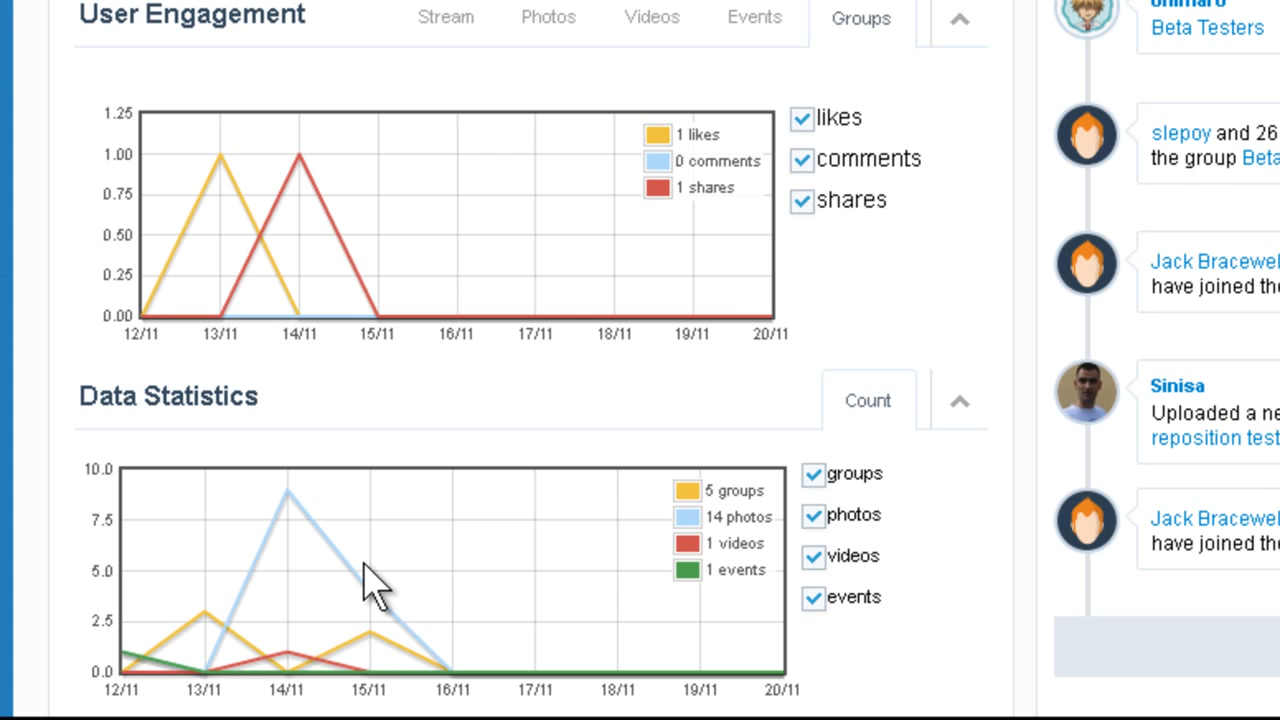 User Engagement
Stream
Photos
Videos
Events
Groups
1.25
1.00
0.75
0.50
0.25
0.00
12/11
13/11
14/11
15/11
16/11
17/11
18/11
19/11
20/11
1 likes
0 comments
1 shares
likes
comments
shares
Data Statistics
Count
10.0
7.5
5.0
2.5
0.0
12/11
13/11
14/11
15/11
16/11
17/11
18/11
19/11
20/11
5 groups
14 photos
1 videos
1 events
groups
photos
videos
events
Beta Testers
slepoy and 26
the group Beta
Jack Bracewel
have joined the
Sinisa
Uploaded a ne
reposition test
Jack Bracewel
have joined the